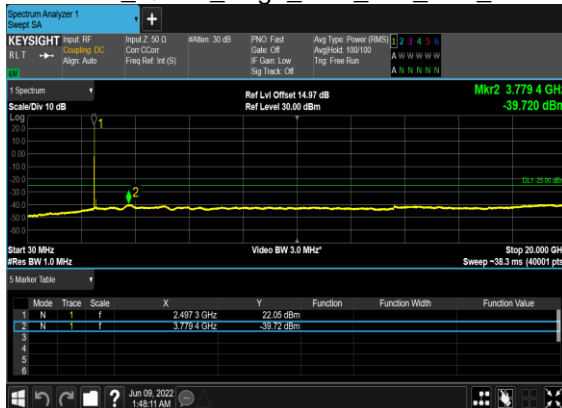 Spectrum Analyzer 1
Swept SA
KEYSIGHT Input: RF Input Z: 50 Ω #Atten: 30 dB PNO: Fast Avg Type: Power (RMS) 1 2 3 4 5 6
RLT Coupling: DC Corr CCorr Gate: Off Avg|Hold: 100/100 A W W W W W
Align: Auto Freq Ref: Int (S) IF Gain: Low Trig: Free Run
Sig Track: Off A N N N N N
LXI
1 Spectrum Ref Lvl Offset 14.97 dB Mkr2 3.779 4 GHz
Scale/Div 10 dB Ref Level 30.00 dBm -39.720 dBm
Log
20.0
10.0
0.00
-10.0
-20.0
-30.0
-40.0
-50.0
-60.0
1
2
DL1 -25.00 dBm
Start 30 MHz Video BW 3.0 MHz* Stop 20.000 GH
#Res BW 1.0 MHz Sweep ~38.3 ms (40001 pts
5 Marker Table
Mode Trace Scale X Y Function Function Width Function Value
1 N 1 f 2.497 3 GHz 22.05 dBm
2 N 1 f 3.779 4 GHz -39.72 dBm
3
4
5
6
? Jun 09, 2022
1:48:11 AM